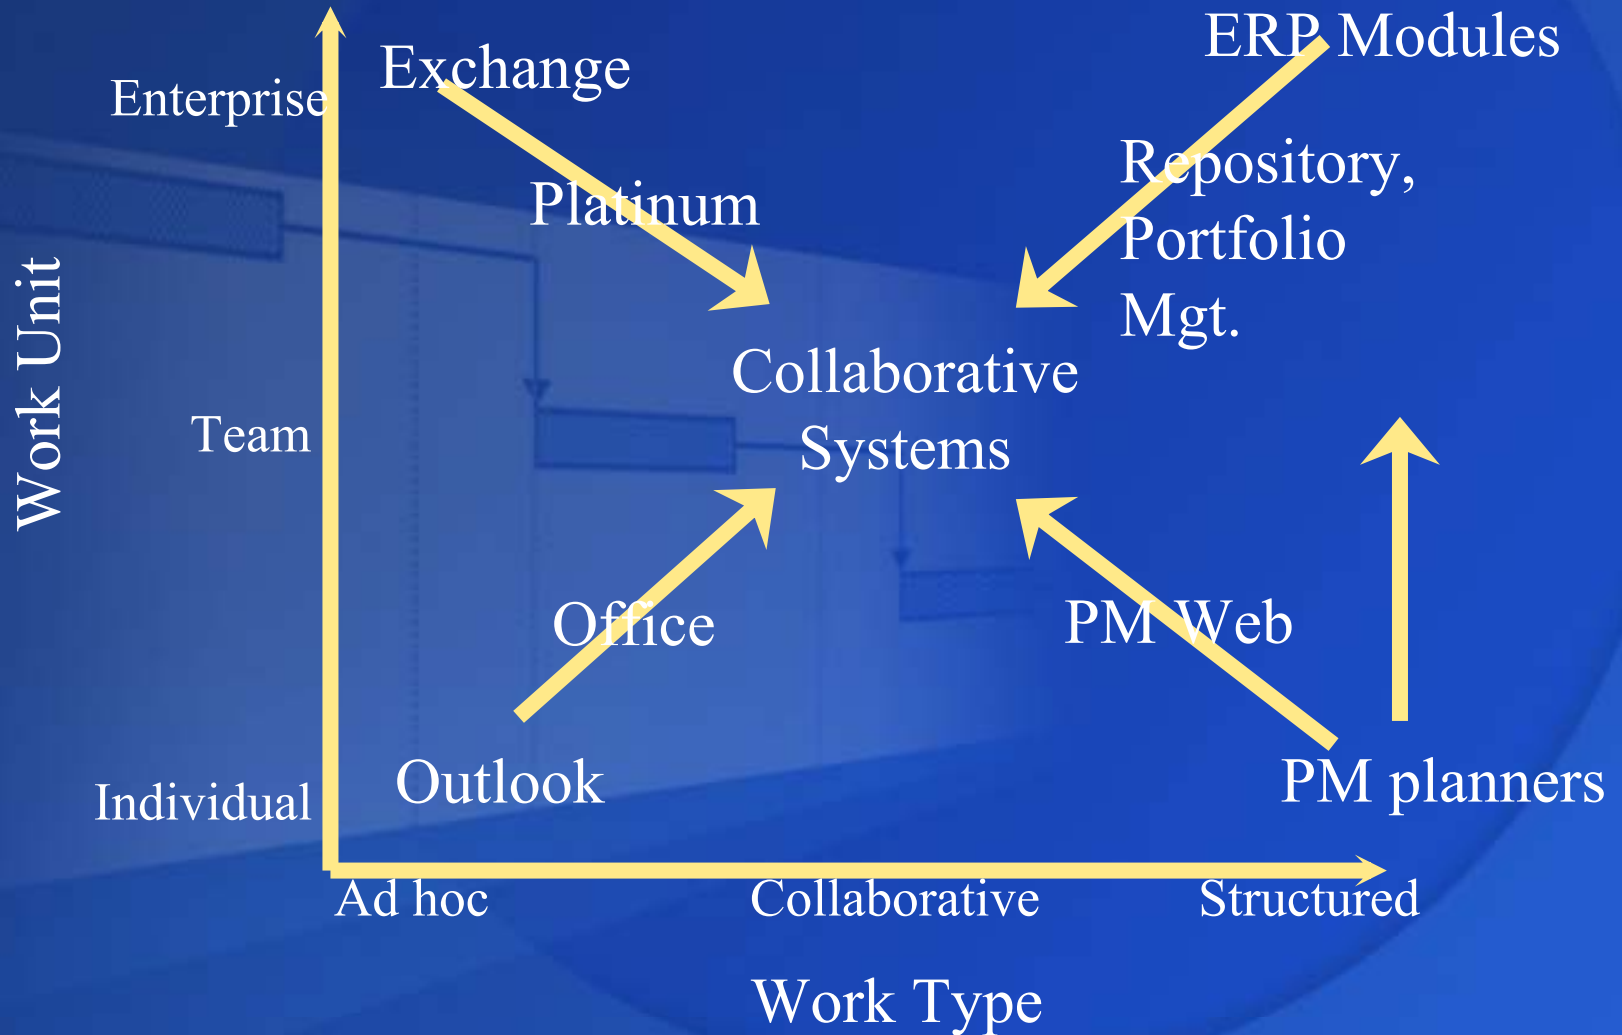 Exchange
ERP Modules
Enterprise
Repository,
Portfolio
Mgt.
Platinum
Work Unit
Collaborative
Systems
Team
Office
PM Web
Outlook
PM planners
Individual
Ad hoc
Collaborative
Structured
Work Type